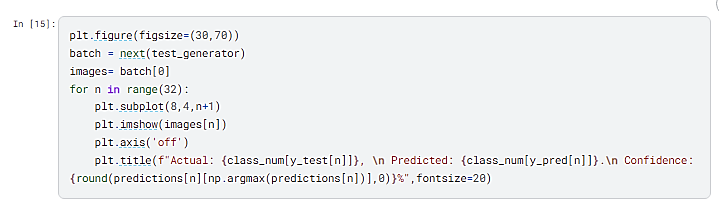 In [15]:
plt.figure(figsize=(30,70))
batch = next(test_generator)
images= batch[0]
for n in range(32):
    plt.subplot(8,4,n+1)
    plt.imshow(images[n])
    plt.axis('off')
    plt.title(f"Actual: {class_num[y_test[n]]}, \n Predicted: {class_num[y_pred[n]]}.\n Confidence:
{round(predictions[n][np.argmax(predictions[n])],0)}%",fontsize=20)